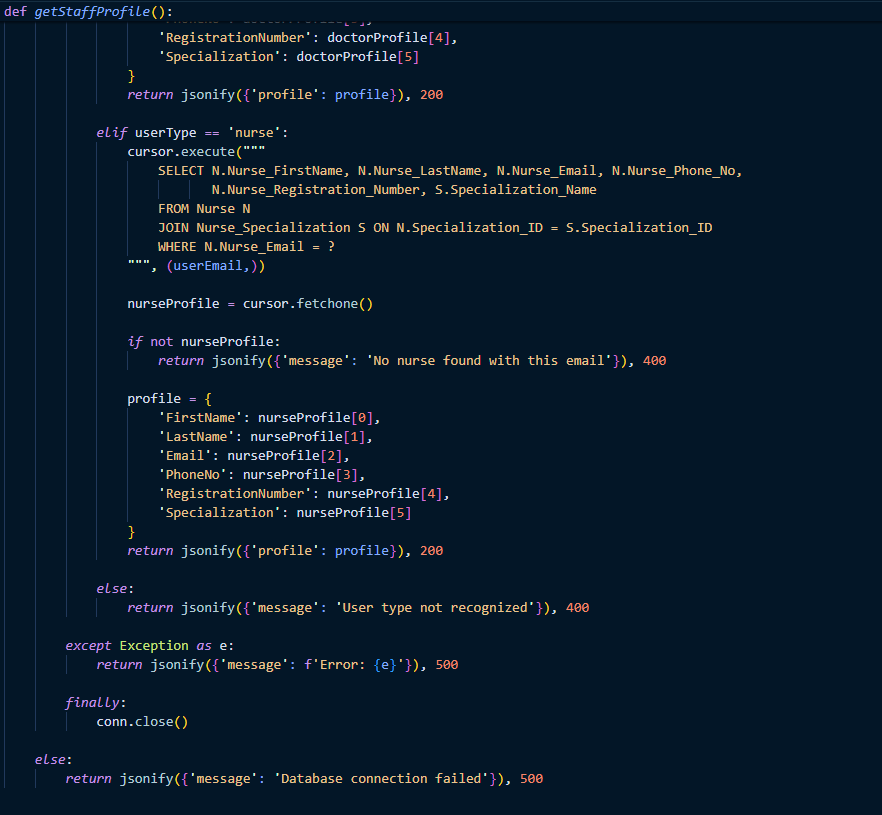 def getStaffProfile():
'RegistrationNumber': doctorProfile[4],
'Specialization': doctorProfile[5]
}
return jsonify({'profile': profile}), 200
elif userType == 'nurse':
cursor.execute("""
SELECT N.Nurse_FirstName, N.Nurse_LastName, N.Nurse_Email, N.Nurse_Phone_No,
N.Nurse_Registration_Number, S.Specialization_Name
FROM Nurse N
JOIN Nurse_Specialization S ON N.Specialization_ID = S.Specialization_ID
WHERE N.Nurse_Email = ?
""", (userEmail,))
nurseProfile = cursor.fetchone()
if not nurseProfile:
return jsonify({'message': 'No nurse found with this email'}), 400
profile = {
'FirstName': nurseProfile[0],
'LastName': nurseProfile[1],
'Email': nurseProfile[2],
'PhoneNo': nurseProfile[3],
'RegistrationNumber': nurseProfile[4],
'Specialization': nurseProfile[5]
}
return jsonify({'profile': profile}), 200
else:
return jsonify({'message': 'User type not recognized'}), 400
except Exception as e:
return jsonify({'message': f'Error: {e}'}), 500
finally:
conn.close()
else:
return jsonify({'message': 'Database connection failed'}), 500